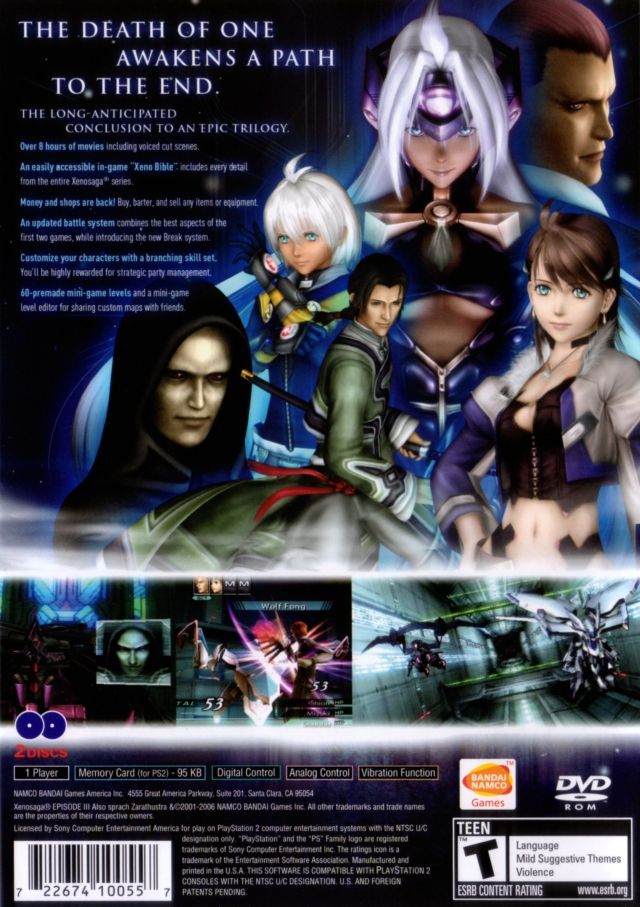 THE DEATH OF ONE
AWAKENS A PATH
TO THE END.
THE LONG-ANTICIPATED
CONCLUSION TO AN EPIC TRILOGY.
Over 8 hours of movies including voiced cut scenes.
An easily accessible in-game "Xeno Bible" includes every detail
from the entire Xenosaga® series.
Money and shops are back! Buy, barter, and sell any items or equipment.
An updated battle system combines the best aspects of the
first two games, while introducing the new Break system.
Customize your characters with a branching skill set.
You'll be highly rewarded for strategic party management.
60-premade mini-game levels and a mini-game
level editor for sharing custom maps with friends.
Wolf Fang
53
TAL 53
2 DISCS
1 Player
Memory Card (for PS2) - 95 KB
Digital Control
Analog Control
Vibration Function
NAMCO BANDAI Games America Inc. 4555 Great America Parkway, Suite 201, Santa Clara, CA 95054
Xenosaga® EPISODE III Also sprach Zarathustra &©2001-2006 NAMCO BANDAI Games Inc. All other trademarks and trade names
are the properties of their respective owners.
Licensed by Sony Computer Entertainment America for play on PlayStation 2 computer entertainment systems with the NTSC U/C
designation only. "PlayStation" and the "PS" Family logo are registered
trademarks of Sony Computer Entertainment Inc. The ratings icon is a
trademark of the Entertainment Software Association. Manufactured and
printed in the U.S.A. THIS SOFTWARE IS COMPATIBLE WITH PLAYSTATION 2
CONSOLES WITH THE NTSC U/C DESIGNATION. U.S. AND FOREIGN
PATENTS PENDING.
7 22674 10055 7
BANDAI
NAMCO
Games
TM
DVD
ROM
TEEN
T
Language
Mild Suggestive Themes
Violence
ESRB CONTENT RATING www.esrb.org